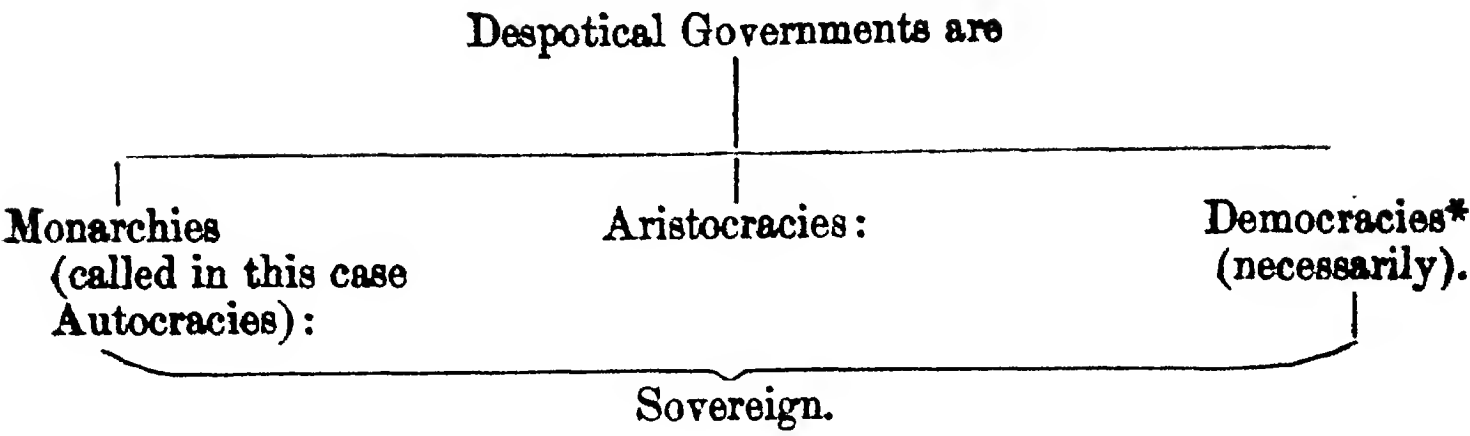 Despotical Governments are
Monarchies
(called in this case
Autocracies):
Aristocracies:
Democracies*
(necessarily).
Sovereign.